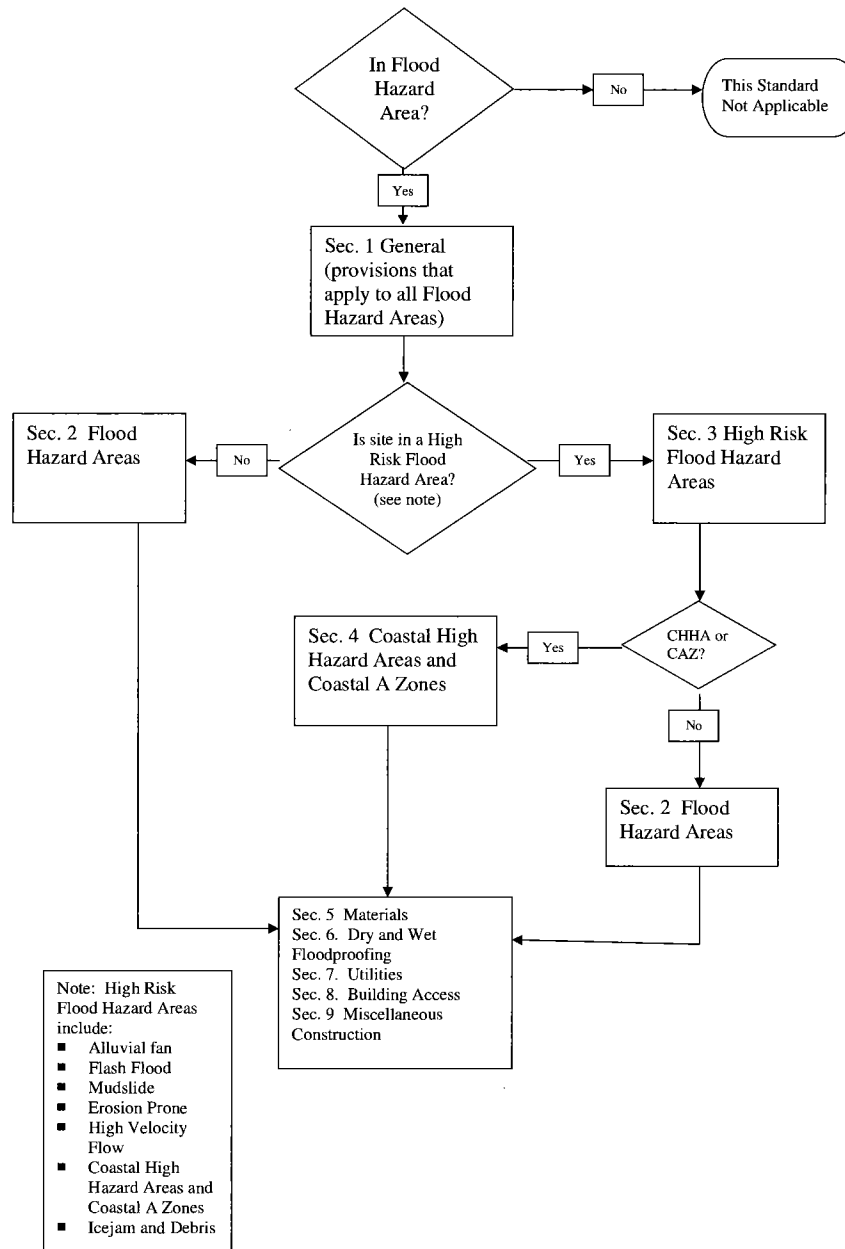 In Flood
Hazard
Area?
No
This Standard
Not Applicable
Yes
Sec. 1 General
(provisions that
apply to all Flood
Hazard Areas)
Sec. 2 Flood
Hazard Areas
No
Is site in a High
Risk Flood
Hazard Area?
(see note)
Yes
Sec. 3 High Risk
Flood Hazard
Areas
Sec. 4 Coastal High
Hazard Areas and
Coastal A Zones
Yes
CHHA or
CAZ?
No
Sec. 2 Flood
Hazard Areas
Sec. 5 Materials
Sec. 6. Dry and Wet
Floodproofing
Sec. 7. Utilities
Sec. 8. Building Access
Sec. 9 Miscellaneous
Construction
Note: High Risk
Flood Hazard Areas
include:
■ Alluvial fan
■ Flash Flood
■ Mudslide
■ Erosion Prone
■ High Velocity
Flow
■ Coastal High
Hazard Areas and
Coastal A Zones
■ Icejam and Debris